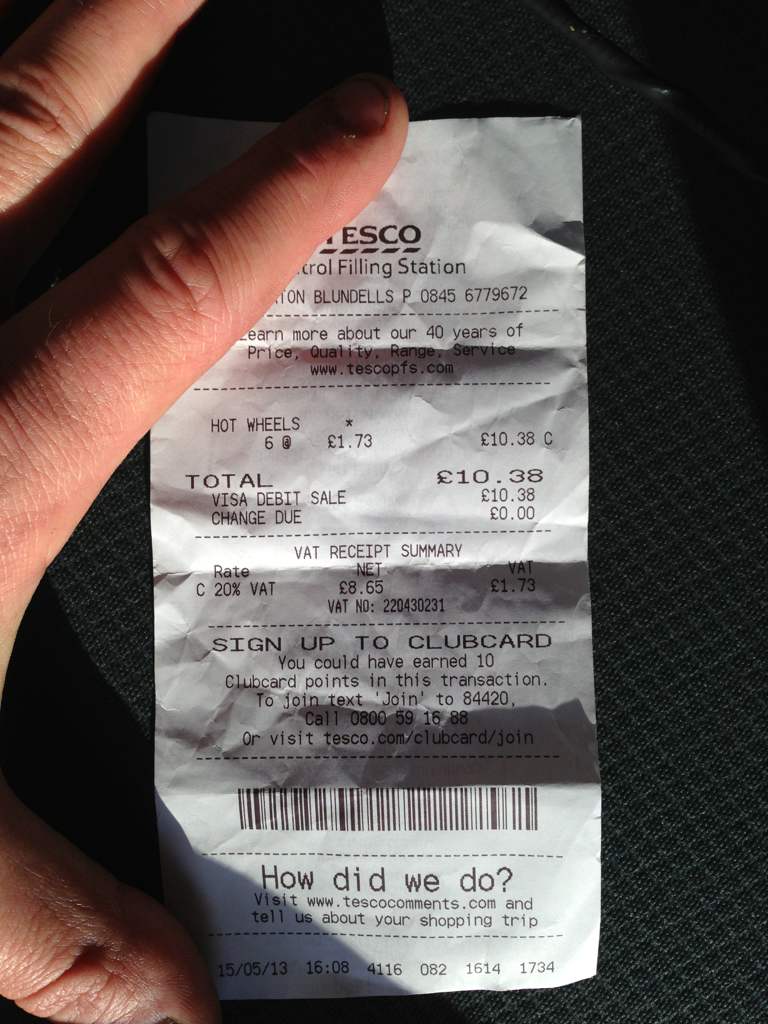 TESCO
Filling Station
BLUNDELLS P 0845 6779672
Learn more about our 40 years of
Price, Quality, Range, Service
www.tescopfs.com
HOT WHEELS *
6 @ £1.73 £10.38 C
TOTAL £10.38
VISA DEBIT SALE £10.38
CHANGE DUE £0.00
VAT RECEIPT SUMMARY
Rate NET VAT
C 20% VAT £8.65 £1.73
VAT NO: 220430231
SIGN UP TO CLUBCARD
You could have earned 10
Clubcard points in this transaction.
To join text 'Join' to 84420,
Call 0800 59 16 88
Or visit tesco.com/clubcard/join
How did we do?
Visit www.tescocomments.com and
tell us about your shopping trip
15/05/13 16:08 4116 082 1614 1734